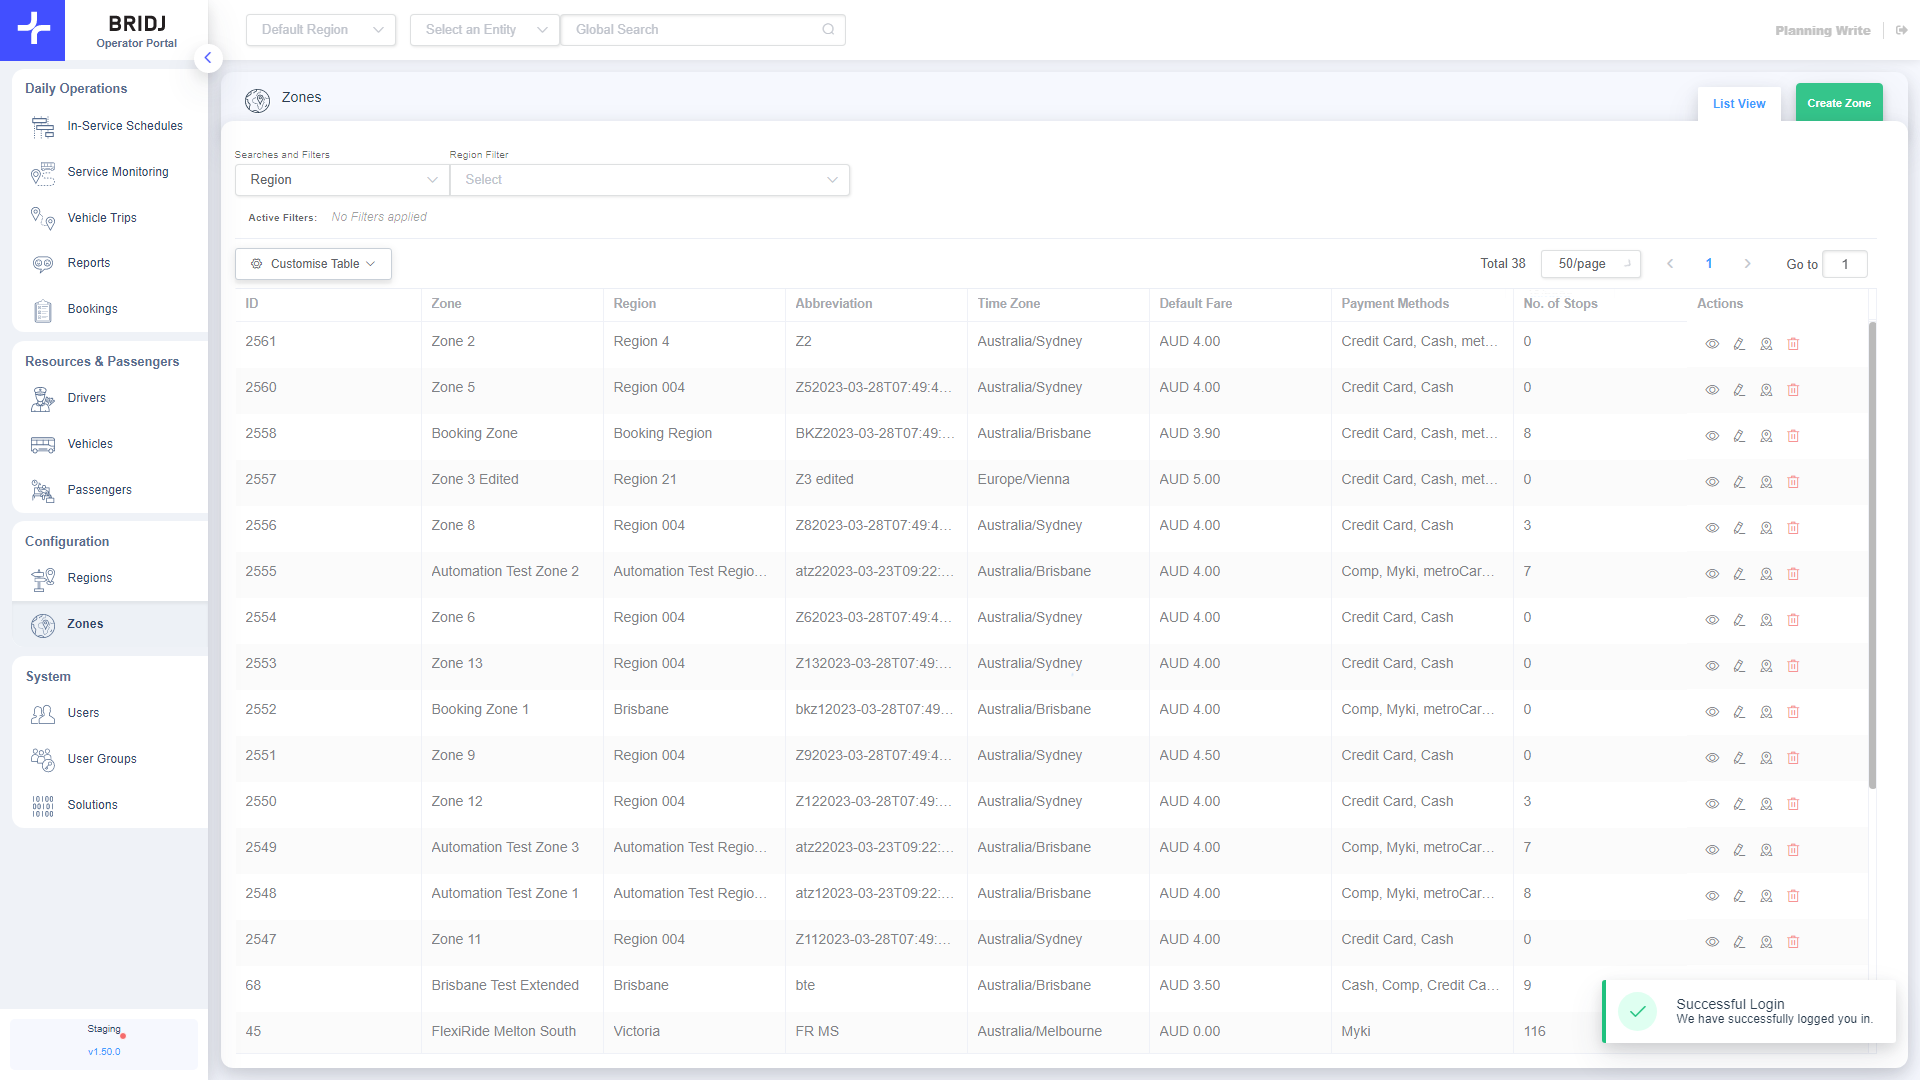 BRIDJ
Operator Portal
Default Region
Select an Entity
Global Search
Planning Write
Daily Operations
In-Service Schedules
Service Monitoring
Vehicle Trips
Reports
Bookings
Resources & Passengers
Drivers
Vehicles
Passengers
Configuration
Regions
Zones
System
Users
User Groups
Solutions
Staging
v1.50.0
Zones
List View
Create Zone
Searches and Filters
Region Filter
Region
Select
Active Filters: No Filters applied
Customise Table
Total 38
50/page
1
Go to 1
ID Zone Region Abbreviation Time Zone Default Fare Payment Methods No. of Stops Actions
2561 Zone 2 Region 4 Z2 Australia/Sydney AUD 4.00 Credit Card, Cash, met... 0
2560 Zone 5 Region 004 Z52023-03-28T07:49:4... Australia/Sydney AUD 4.00 Credit Card, Cash 0
2558 Booking Zone Booking Region BKZ2023-03-28T07:49:... Australia/Brisbane AUD 3.90 Credit Card, Cash, met... 8
2557 Zone 3 Edited Region 21 Z3 edited Europe/Vienna AUD 5.00 Credit Card, Cash, met... 0
2556 Zone 8 Region 004 Z82023-03-28T07:49:4... Australia/Sydney AUD 4.00 Credit Card, Cash 3
2555 Automation Test Zone 2 Automation Test Regio... atz22023-03-23T09:22:... Australia/Brisbane AUD 4.00 Comp, Myki, metroCar... 7
2554 Zone 6 Region 004 Z62023-03-28T07:49:4... Australia/Sydney AUD 4.00 Credit Card, Cash 0
2553 Zone 13 Region 004 Z132023-03-28T07:49:... Australia/Sydney AUD 4.00 Credit Card, Cash 0
2552 Booking Zone 1 Brisbane bkz12023-03-28T07:49... Australia/Brisbane AUD 4.00 Comp, Myki, metroCar... 0
2551 Zone 9 Region 004 Z92023-03-28T07:49:4... Australia/Sydney AUD 4.50 Credit Card, Cash 0
2550 Zone 12 Region 004 Z122023-03-28T07:49:... Australia/Sydney AUD 4.00 Credit Card, Cash 3
2549 Automation Test Zone 3 Automation Test Regio... atz22023-03-23T09:22:... Australia/Brisbane AUD 4.00 Comp, Myki, metroCar... 7
2548 Automation Test Zone 1 Automation Test Regio... atz12023-03-23T09:22:... Australia/Brisbane AUD 4.00 Comp, Myki, metroCar... 8
2547 Zone 11 Region 004 Z112023-03-28T07:49:... Australia/Sydney AUD 4.00 Credit Card, Cash 0
68 Brisbane Test Extended Brisbane bte Australia/Brisbane AUD 3.50 Cash, Comp, Credit Ca... 9
45 FlexiRide Melton South Victoria FR MS Australia/Melbourne AUD 0.00 Myki 116
Successful Login
We have successfully logged you in.